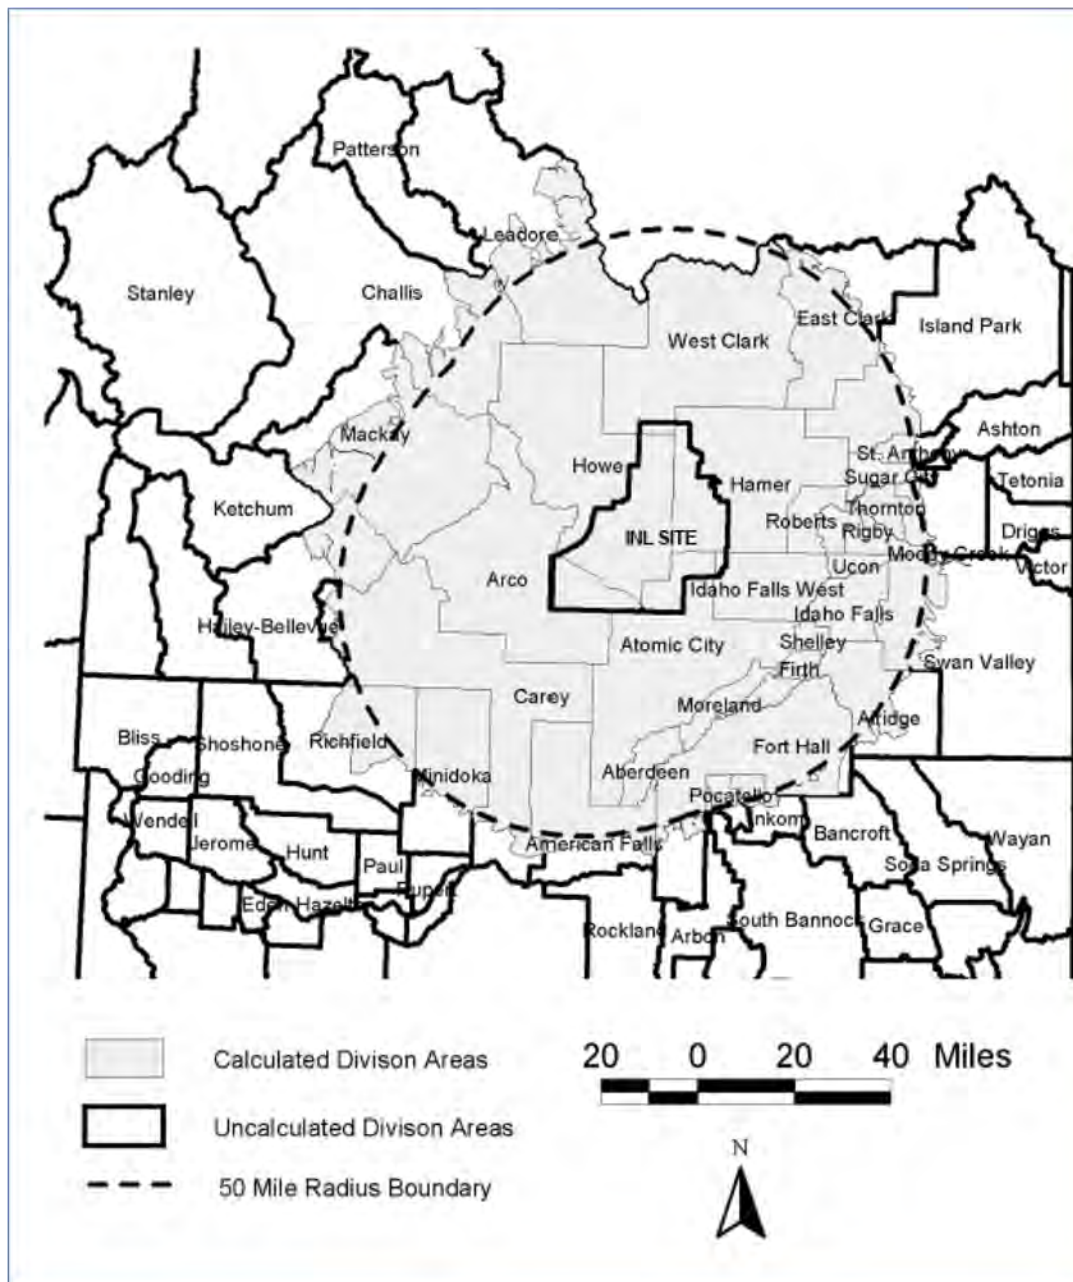 Patterson
Leadore
Stanley
Challis
East Clark
Island Park
West Clark
Ashton
Mackay
St. Anthony
Howe
Sugar City
Tetonia
Hamer
Ketchum
Thornton
Roberts
Rigby
Driggs
INL SITE
Moody Creek
Victor
Ucon
Arco
Idaho Falls West
Idaho Falls
Hailey-Bellevue
Shelley
Atomic City
Swan Valley
Firth
Carey
Moreland
Alridge
Bliss
Shoshone
Richfield
Fort Hall
Gooding
Minidoka
Aberdeen
Pocatello
Wendell
Inkom
Bancroft
Wayan
Jerome
American Falls
Hunt
Paul
Soda Springs
Rupert
Eden-Hazelt
South Bannock
Grace
Rockland
Arbon
Calculated Divison Areas
20 0 20 40 Miles
Uncalculated Divison Areas
N
50 Mile Radius Boundary